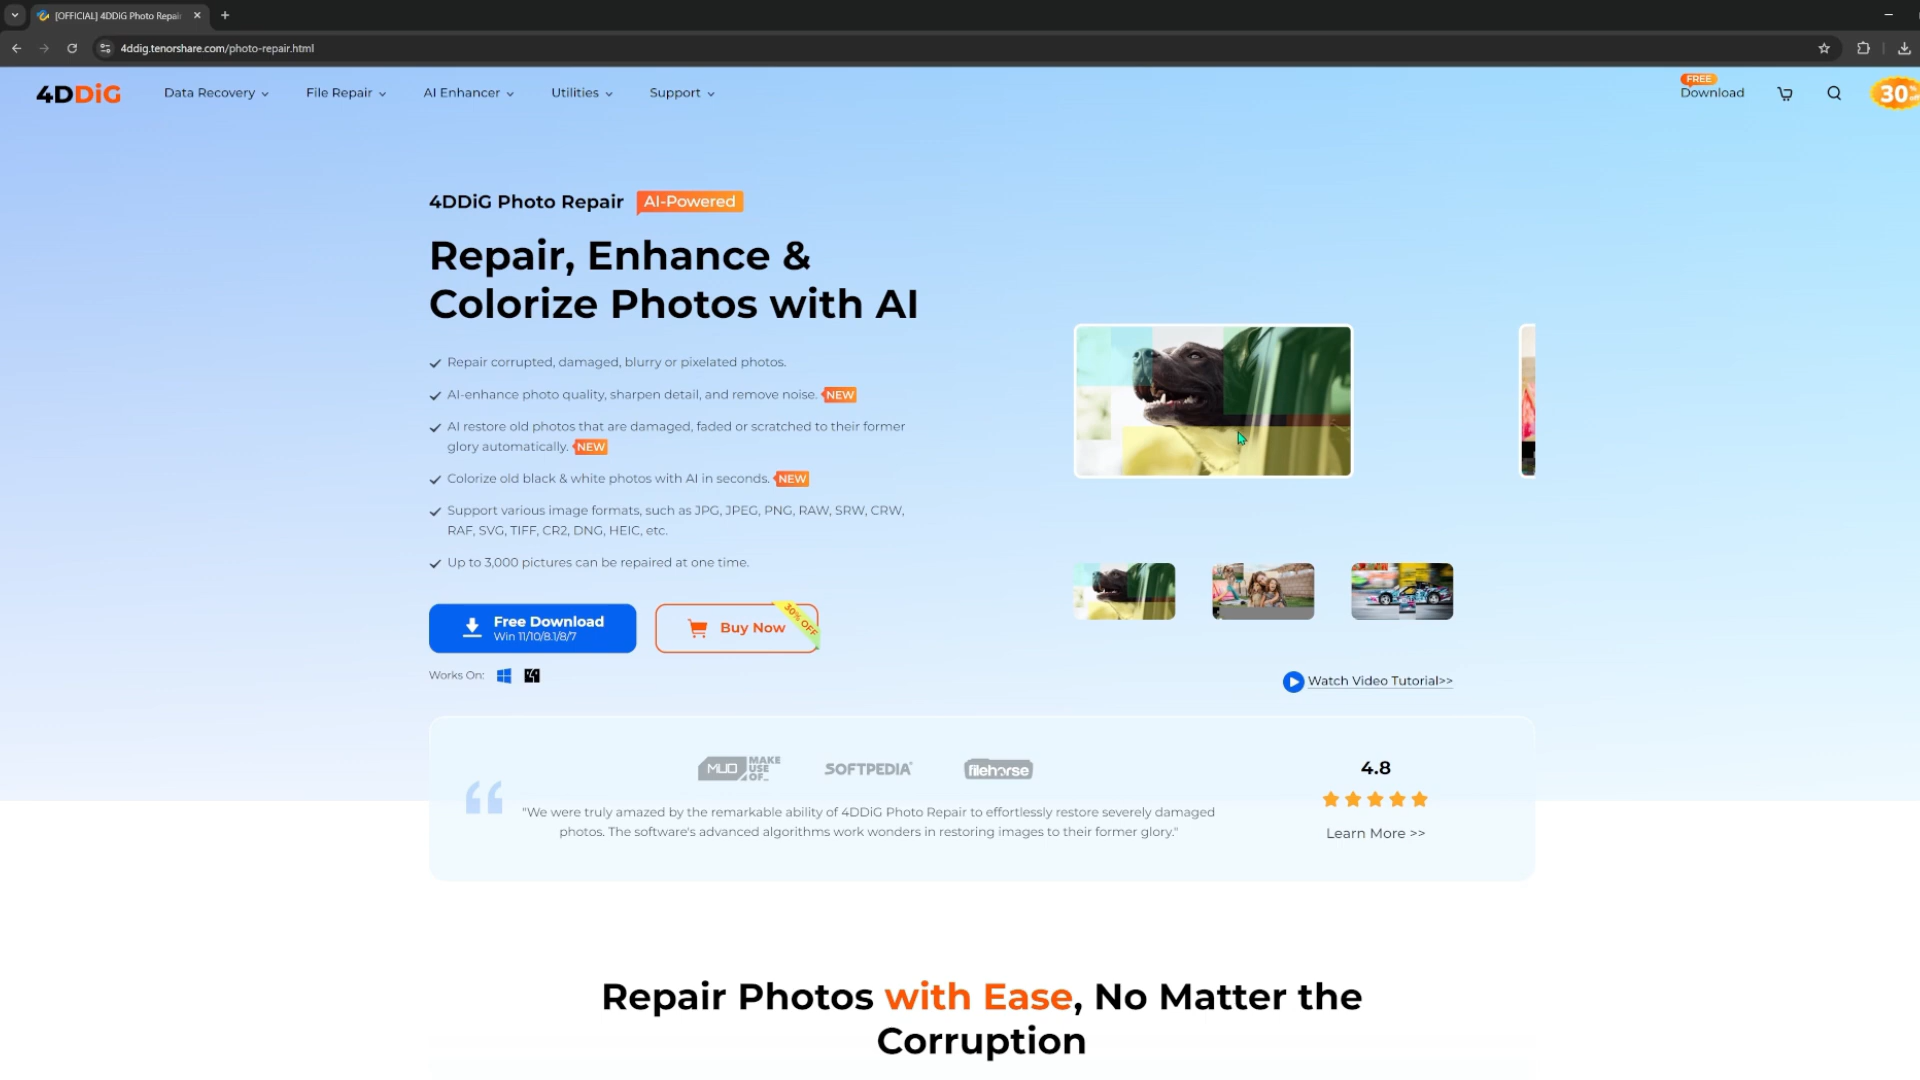 [OFFICIAL] 4DDiG Photo Repai
4ddig.tenorshare.com/photo-repair.html
4DDiG
Data Recovery
File Repair
AI Enhancer
Utilities
Support
FREE
Download
30%
4DDiG Photo Repair
AI-Powered
Repair, Enhance &
Colorize Photos with AI
Repair corrupted, damaged, blurry or pixelated photos.
AI-enhance photo quality, sharpen detail, and remove noise. NEW
AI restore old photos that are damaged, faded or scratched to their former
glory automatically. NEW
Colorize old black & white photos with AI in seconds. NEW
Support various image formats, such as JPG, JPEG, PNG, RAW, SRW, CRW,
RAF, SVG, TIFF, CR2, DNG, HEIC, etc.
Up to 3,000 pictures can be repaired at one time.
Free Download
Win 11/10/8.1/8/7
Buy Now
30% OFF
Works On:
Watch Video Tutorial>>
MUO MAKE
USE
OF...
SOFTPEDIA®
filehorse
"We were truly amazed by the remarkable ability of 4DDiG Photo Repair to effortlessly restore severely damaged
photos. The software's advanced algorithms work wonders in restoring images to their former glory."
4.8
Learn More >>
Repair Photos with Ease, No Matter the
Corruption